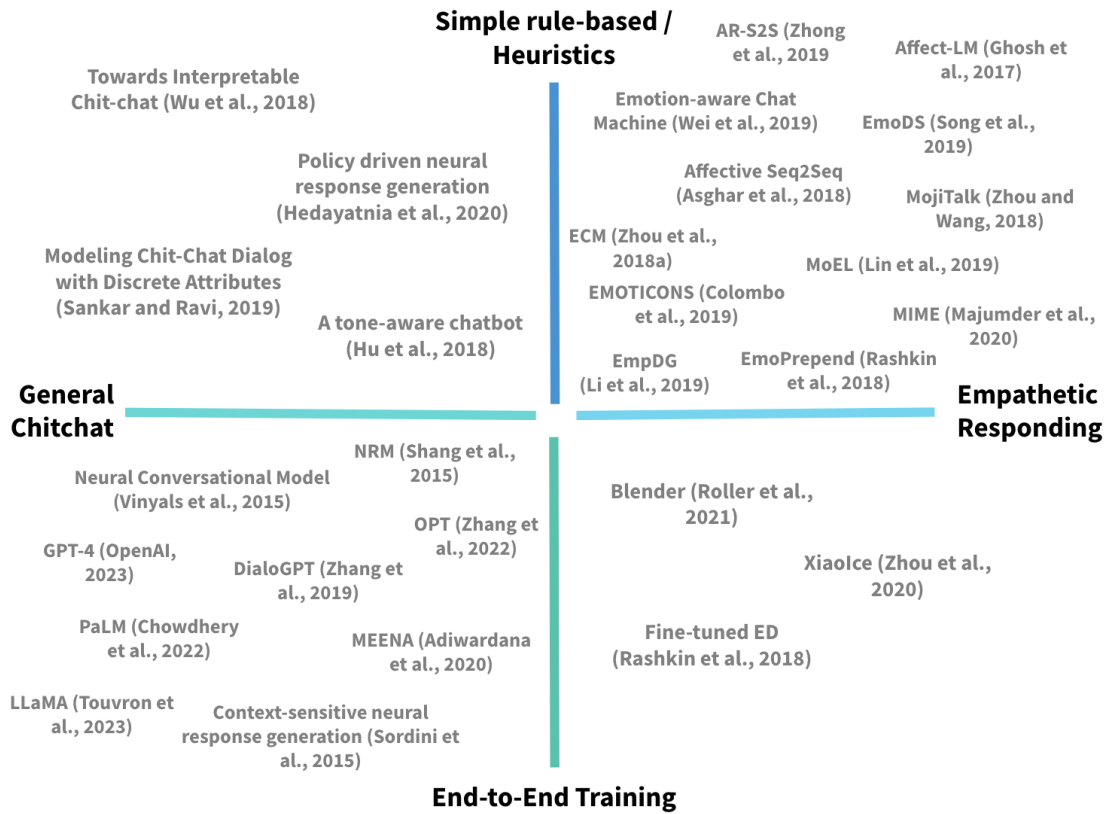 Simple rule-based /
Heuristics
Towards Interpretable
Chit-chat (Wu et al., 2018)
Policy driven neural
response generation
(Hedayatnia et al., 2020)
Modeling Chit-Chat Dialog
with Discrete Attributes
(Sankar and Ravi, 2019)
A tone-aware chatbot
(Hu et al., 2018)
AR-S2S (Zhong
et al., 2019
Affect-LM (Ghosh et
al., 2017)
Emotion-aware Chat
Machine (Wei et al., 2019)
EmoDS (Song et al.,
2019)
Affective Seq2Seq
(Asghar et al., 2018)
MojiTalk (Zhou and
Wang, 2018)
ECM (Zhou et al.,
2018a)
MoEL (Lin et al., 2019)
EMOTICONS (Colombo
et al., 2019)
MIME (Majumder et al.,
2020)
EmpDG
(Li et al., 2019)
EmoPrepend (Rashkin
et al., 2018)
General
Chitchat
Empathetic
Responding
NRM (Shang et al.,
2015)
Neural Conversational Model
(Vinyals et al., 2015)
OPT (Zhang et
al., 2022)
GPT-4 (OpenAI,
2023)
DialoGPT (Zhang et
al., 2019)
PaLM (Chowdhery
et al., 2022)
MEENA (Adiwardana
et al., 2020)
LLaMA (Touvron et
al., 2023)
Context-sensitive neural
response generation (Sordini et
al., 2015)
Blender (Roller et al.,
2021)
XiaoIce (Zhou et al.,
2020)
Fine-tuned ED
(Rashkin et al., 2018)
End-to-End Training